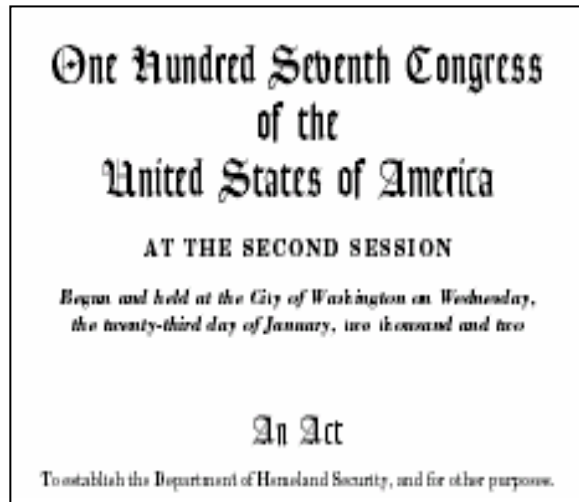 One Hundred Seventh Congress
of the
United States of America
AT THE SECOND SESSION
Begun and held at the City of Washington on Wednesday,
the twenty-third day of January, two thousand and two
An Act
To establish the Department of Homeland Security, and for other purposes.